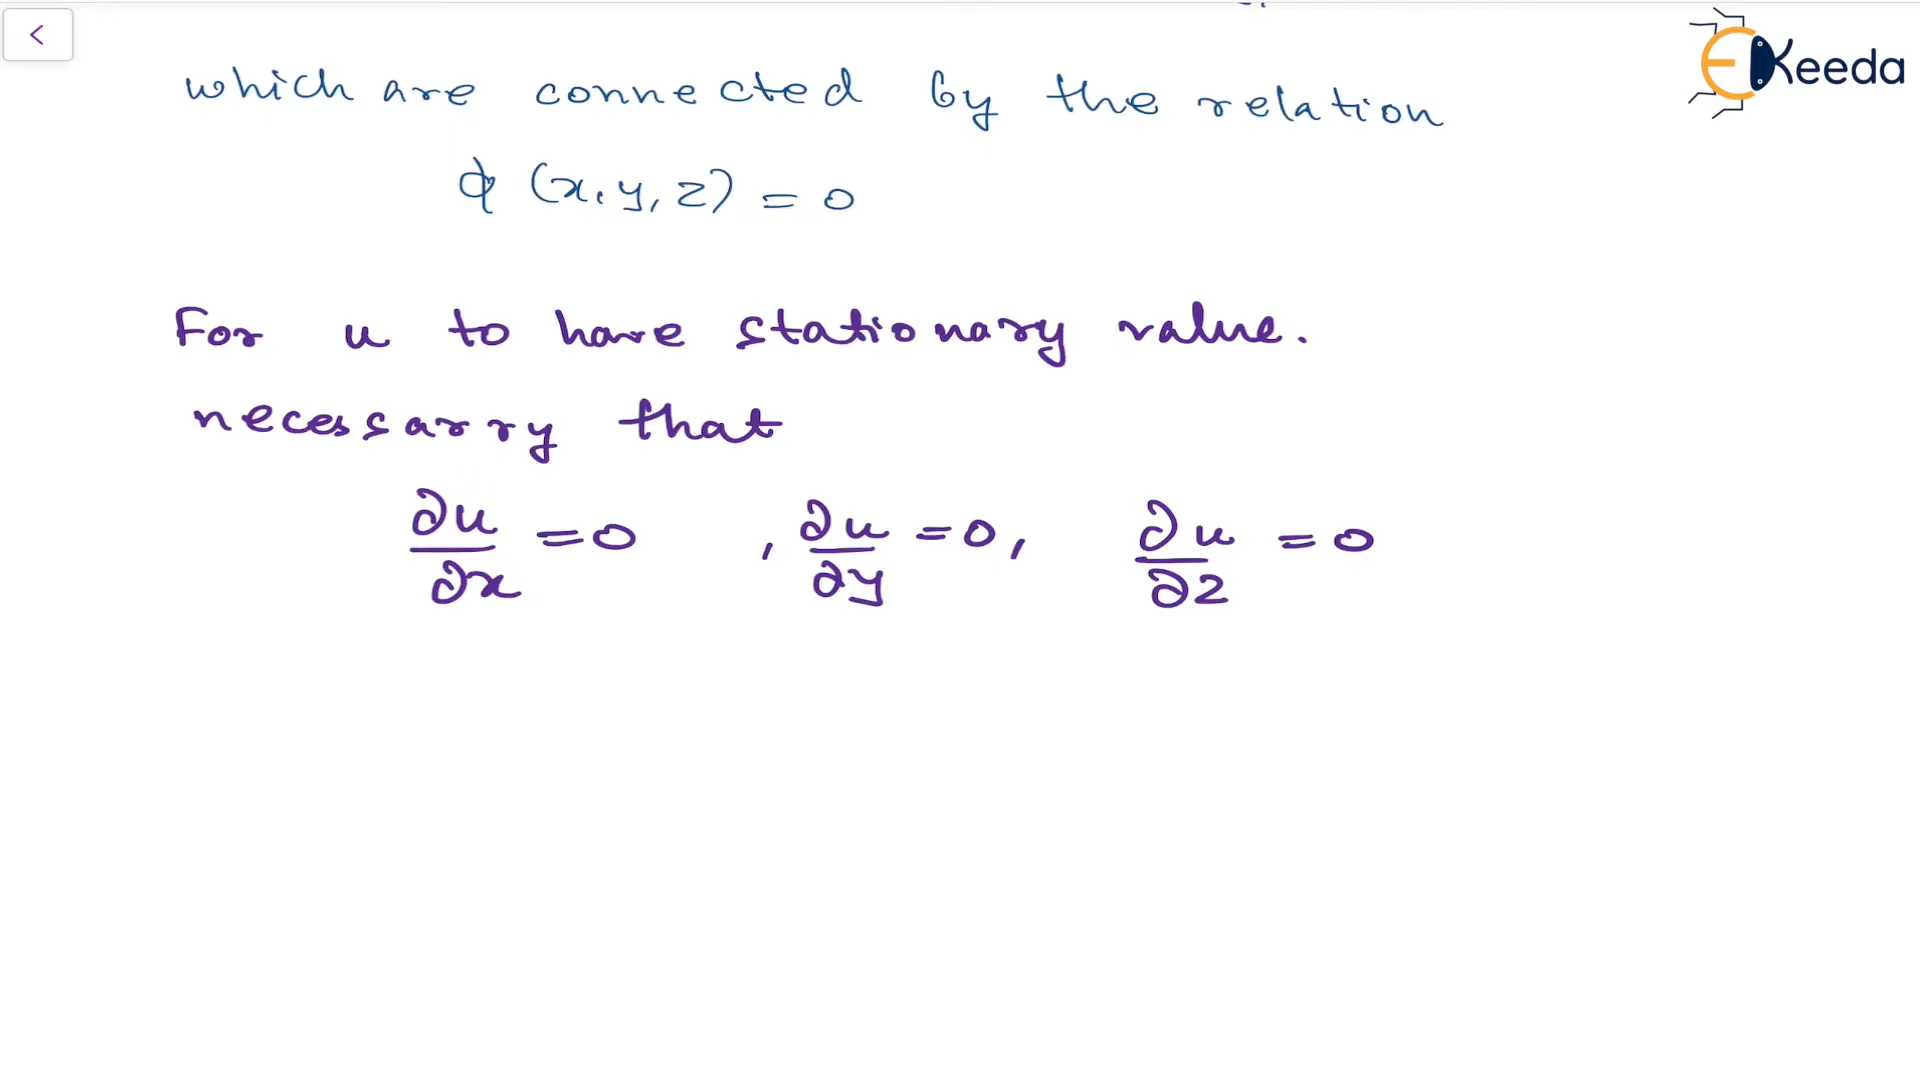 EKeeda
which are connected by the relation
ϕ (x, y, z) = 0
For u to have stationary value.
necessarry that
∂u/∂x = 0 , ∂u/∂y = 0, ∂u/∂z = 0